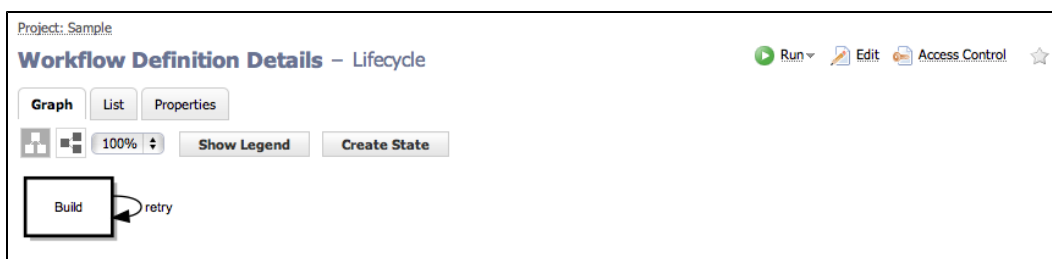 Project: Sample
Workflow Definition Details – Lifecycle
Run Edit Access Control
Graph List Properties
100% Show Legend Create State
Build retry